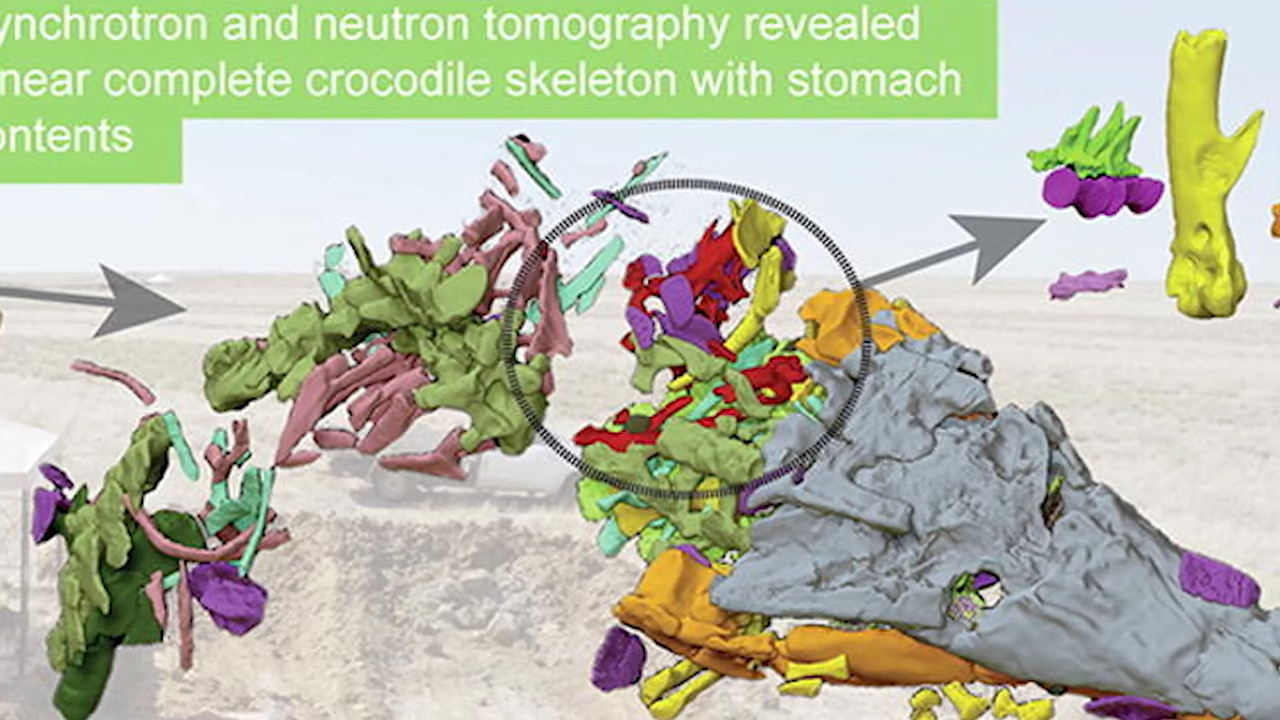 ynchrotron and neutron tomography revealed
near complete crocodile skeleton with stomach
ontents